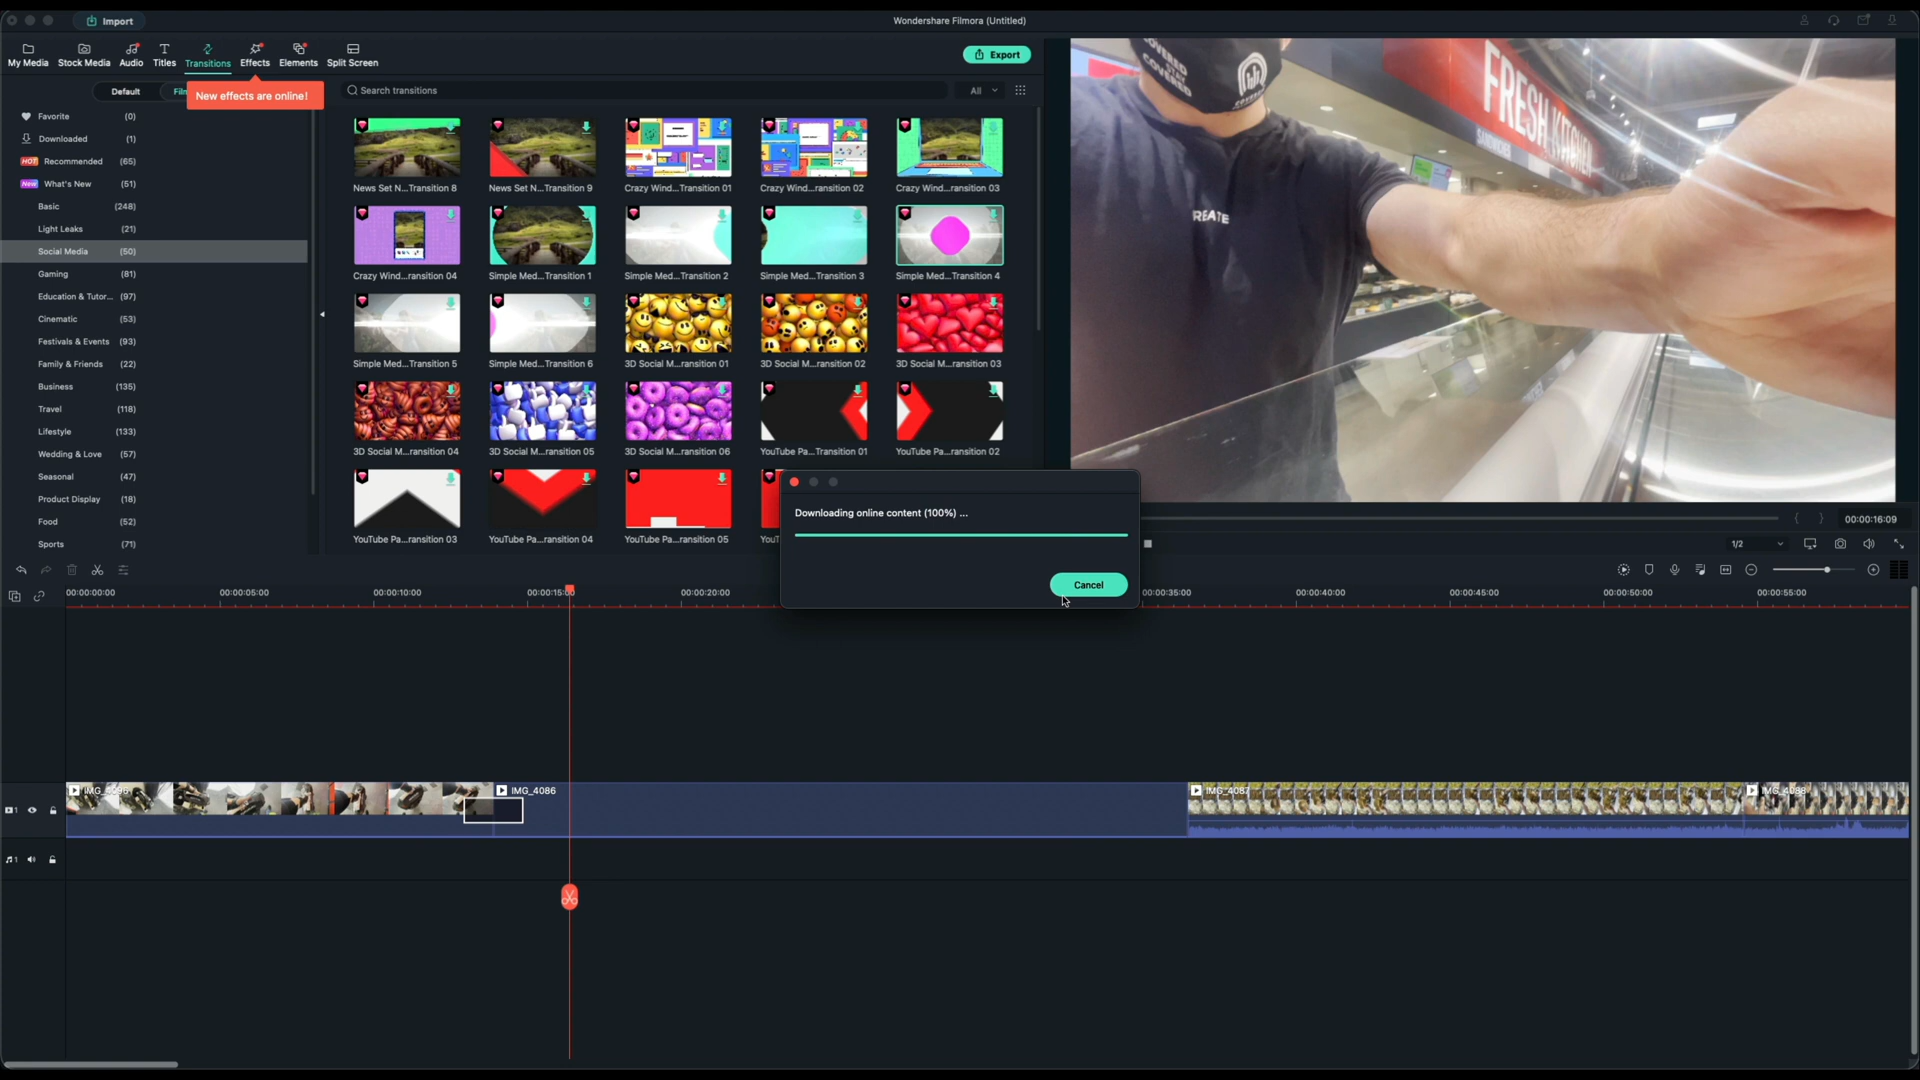 Import
Wondershare Filmora (Untitled)
My Media
Stock Media
Audio
Titles
Transitions
Effects
Elements
Split Screen
Export
Default
New effects are online!
Search transitions
All
Favorite (0)
Downloaded (1)
HOT Recommended (65)
New What's New (51)
Basic (248)
Light Leaks (21)
Social Media (50)
Gaming (81)
Education & Tutor... (97)
Cinematic (53)
Festivals & Events (93)
Family & Friends (22)
Business (135)
Travel (118)
Lifestyle (133)
Wedding & Love (57)
Seasonal (47)
Product Display (18)
Food (52)
Sports (71)
News Set N...Transition 8
News Set N...Transition 9
Crazy Wind...Transition 01
Crazy Wind...ransition 02
Crazy Wind...ransition 03
Crazy Wind...ransition 04
Simple Med...Transition 1
Simple Med...Transition 2
Simple Med...Transition 3
Simple Med...Transition 4
Simple Med...Transition 5
Simple Med...Transition 6
3D Social M...ransition 01
3D Social M...ransition 02
3D Social M...ransition 03
3D Social M...ransition 04
3D Social M...ransition 05
3D Social M...ransition 06
YouTube Pa...Transition 01
YouTube Pa...ransition 02
YouTube Pa...ransition 03
YouTube Pa...ransition 04
YouTube Pa...ransition 05
COVERED
STAY
COVERED
FRESH KITCHEN
SANDWICHES
REATE
Downloading online content (100%) ...
Cancel
00:00:16:09
1/2
00:00:00:00
00:00:05:00
00:00:10:00
00:00:15:00
00:00:20:00
00:00:35:00
00:00:40:00
00:00:45:00
00:00:50:00
00:00:55:00
IMG_4086
IMG_4087
IMG_4088
1
1